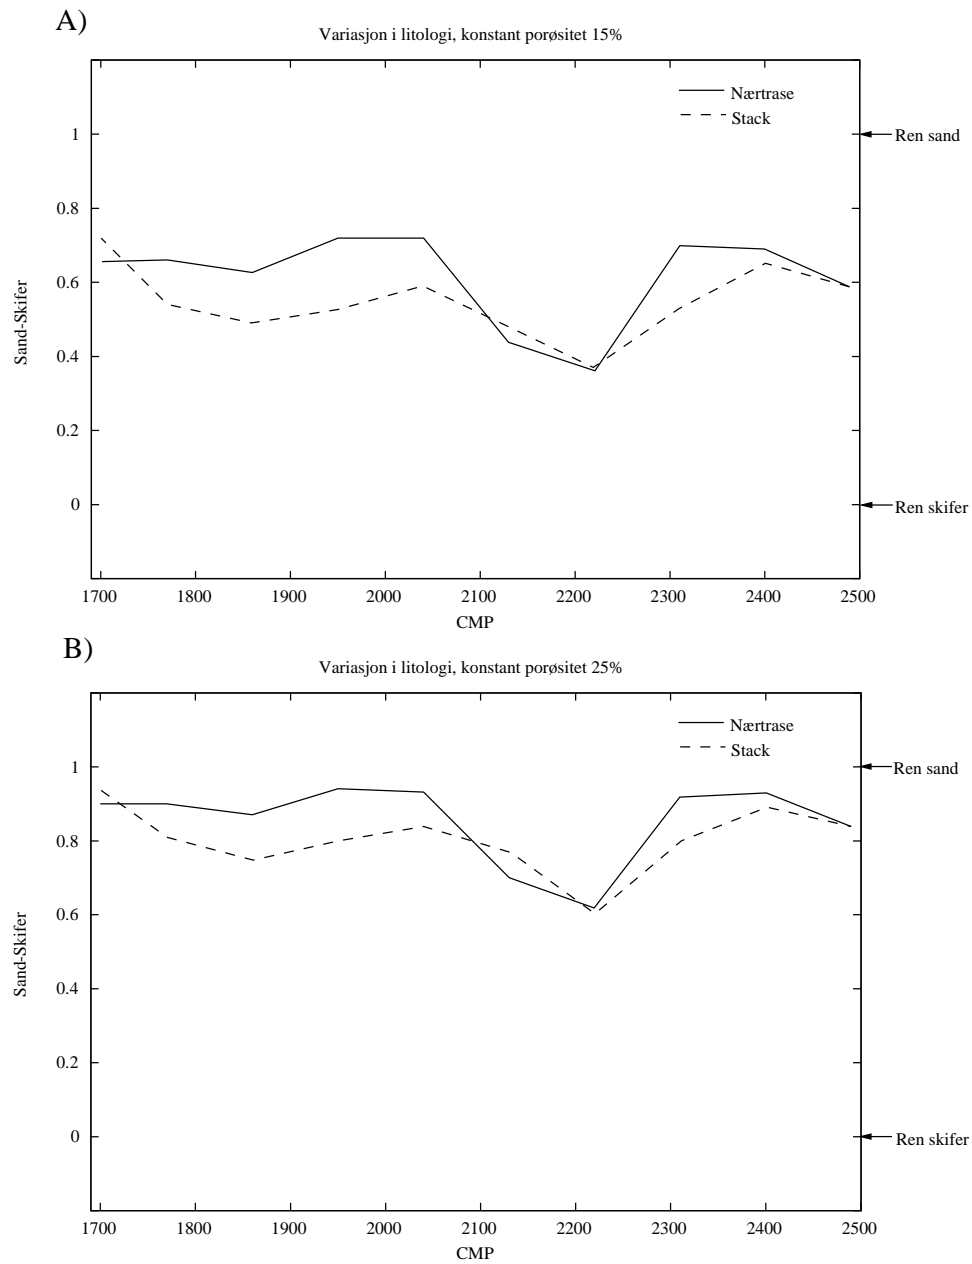 A)
Variasjon i litologi, konstant porøsitet 15%
Nærtrase
Stack
1
0.8
0.6
0.4
0.2
0
Ren sand
Ren skifer
Sand-Skifer
1700 1800 1900 2000 2100 2200 2300 2400 2500
CMP
B)
Variasjon i litologi, konstant porøsitet 25%
Nærtrase
Stack
1
0.8
0.6
0.4
0.2
0
Ren sand
Ren skifer
Sand-Skifer
1700 1800 1900 2000 2100 2200 2300 2400 2500
CMP